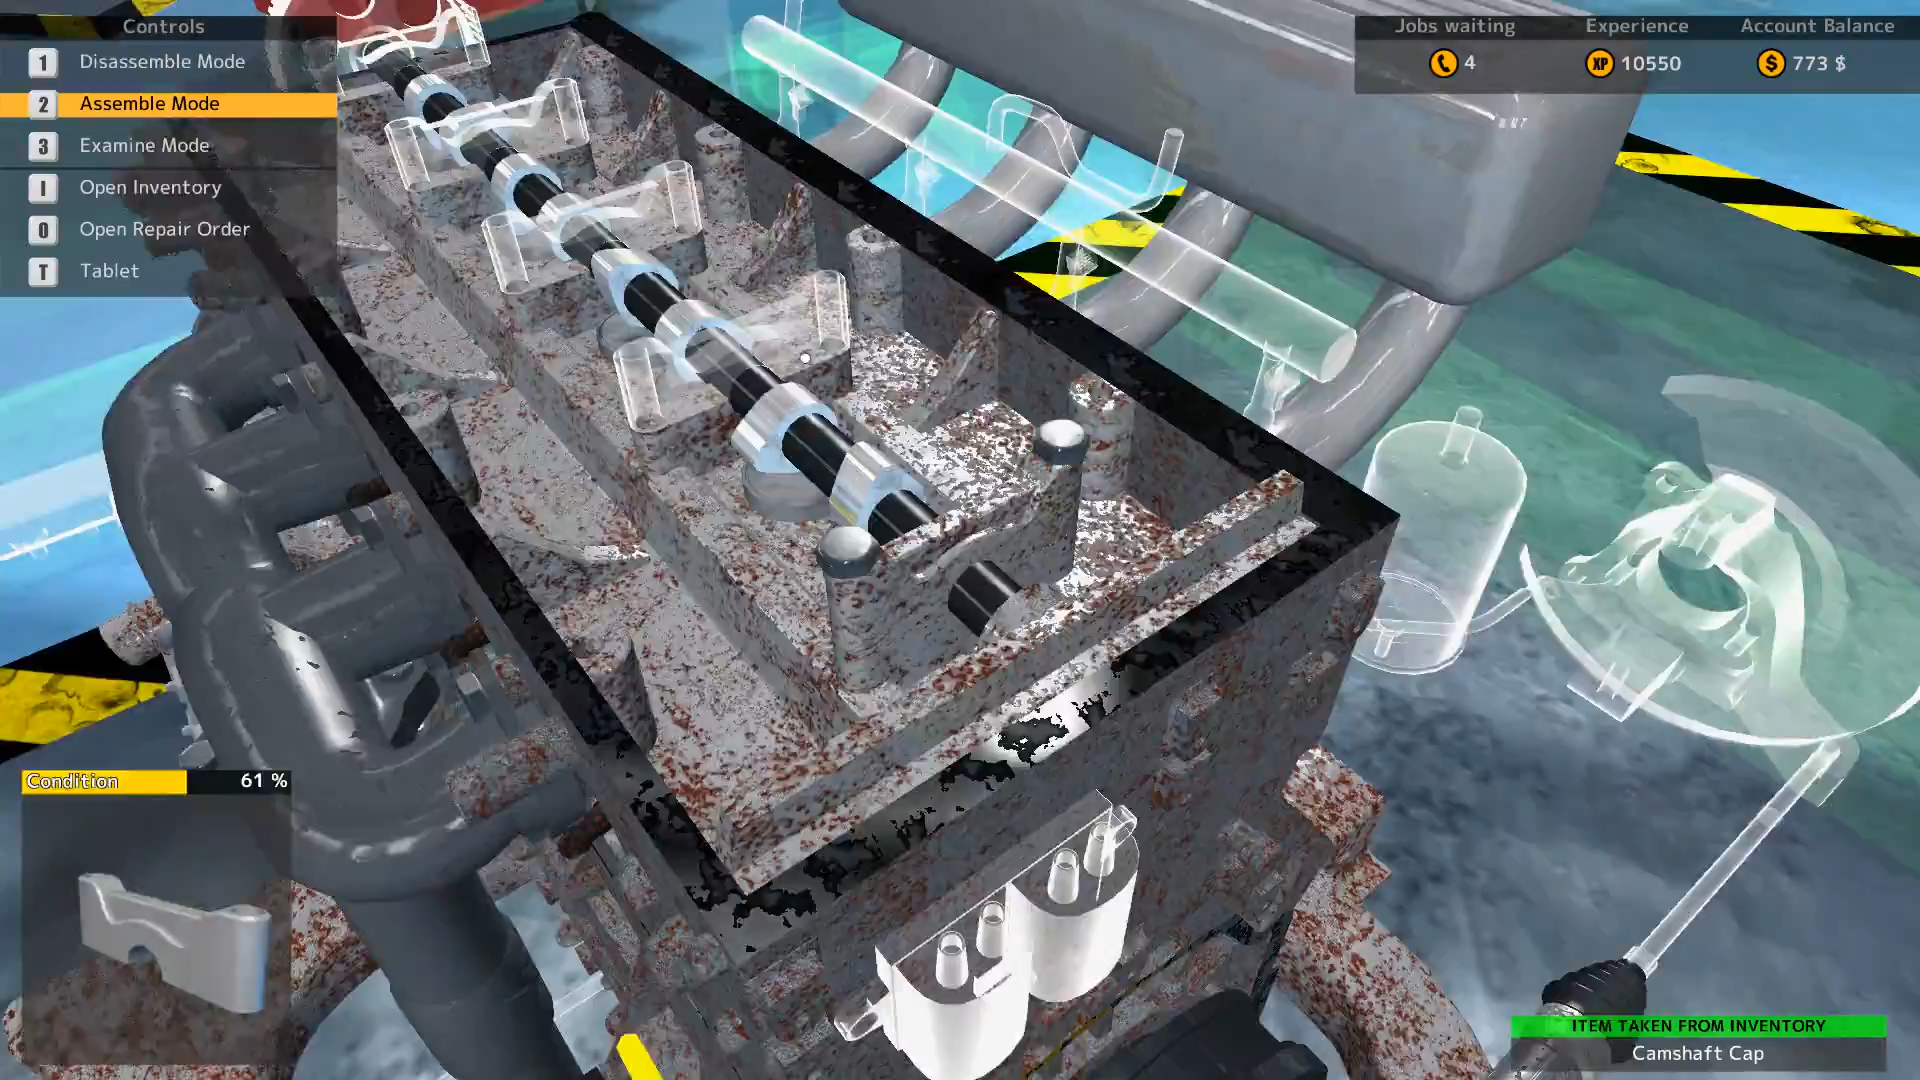 Controls
1 Disassemble Mode
2 Assemble Mode
3 Examine Mode
I Open Inventory
O Open Repair Order
T Tablet
Jobs waiting Experience Account Balance
4 XP 10550 $ 773 $
Condition 61 %
ITEM TAKEN FROM INVENTORY
Camshaft Cap